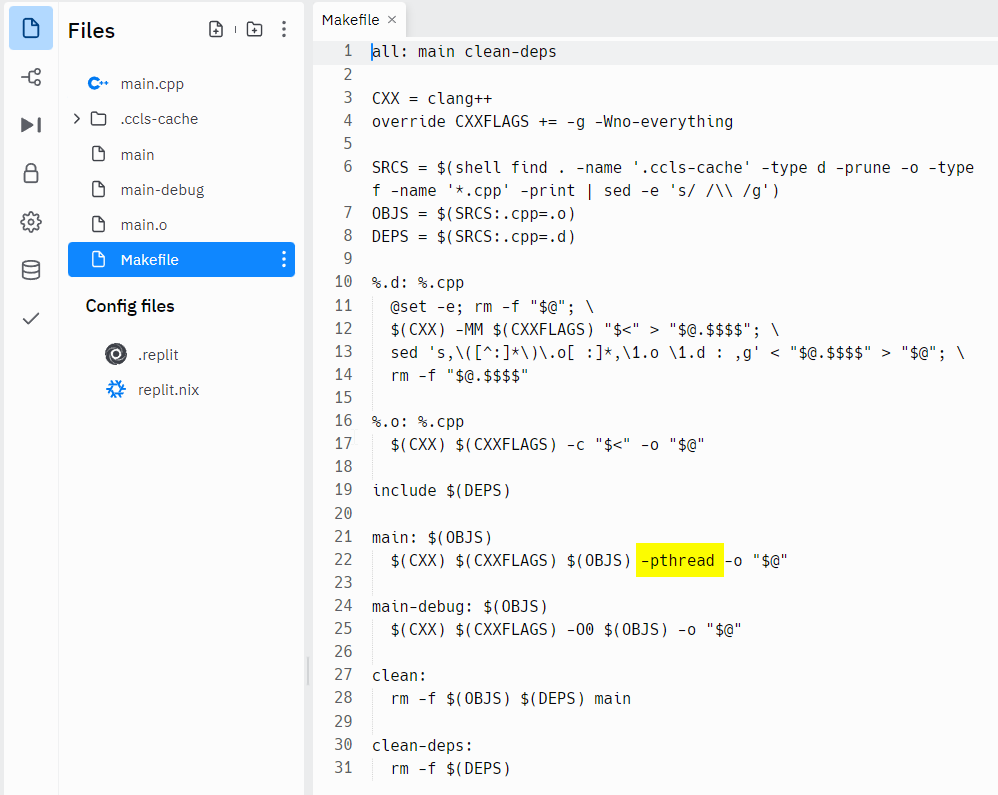 Files
main.cpp
.ccls-cache
main
main-debug
main.o
Makefile
Config files
.replit
replit.nix
Makefile ×
1 all: main clean-deps
2
3 CXX = clang++
4 override CXXFLAGS += -g -Wno-everything
5
6 SRCS = $(shell find . -name '.ccls-cache' -type d -prune -o -type
f -name '*.cpp' -print | sed -e 's/ /\\ /g')
7 OBJS = $(SRCS:.cpp=.o)
8 DEPS = $(SRCS:.cpp=.d)
9
10 %.d: %.cpp
11 @set -e; rm -f "$@"; \
12 $(CXX) -MM $(CXXFLAGS) "$<" > "$@.$$$$"; \
13 sed 's,\([^:]*\)\.o[ :]*,\1.o \1.d : ,g' < "$@.$$$$" > "$@"; \
14 rm -f "$@.$$$$"
15
16 %.o: %.cpp
17 $(CXX) $(CXXFLAGS) -c "$<" -o "$@"
18
19 include $(DEPS)
20
21 main: $(OBJS)
22 $(CXX) $(CXXFLAGS) $(OBJS) -pthread -o "$@"
23
24 main-debug: $(OBJS)
25 $(CXX) $(CXXFLAGS) -O0 $(OBJS) -o "$@"
26
27 clean:
28 rm -f $(OBJS) $(DEPS) main
29
30 clean-deps:
31 rm -f $(DEPS)